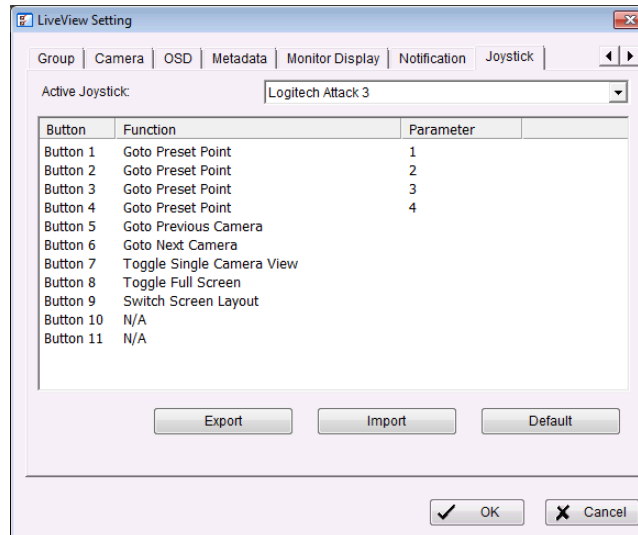 LiveView Setting
Group Camera OSD Metadata Monitor Display Notification Joystick
Active Joystick: Logitech Attack 3
Button Function Parameter
Button 1 Goto Preset Point 1
Button 2 Goto Preset Point 2
Button 3 Goto Preset Point 3
Button 4 Goto Preset Point 4
Button 5 Goto Previous Camera
Button 6 Goto Next Camera
Button 7 Toggle Single Camera View
Button 8 Toggle Full Screen
Button 9 Switch Screen Layout
Button 10 N/A
Button 11 N/A
Export Import Default
OK Cancel